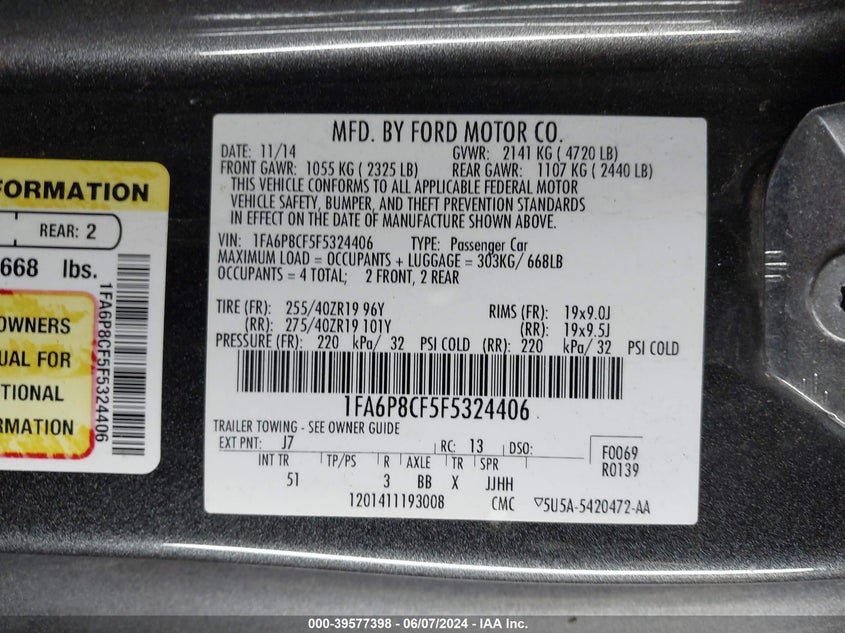 FORMATION
REAR: 2
668 lbs.
OWNERS
UAL FOR
TIONAL
RMATION
1FA6P8CF5F5324406
MFD. BY FORD MOTOR CO.
DATE: 11/14 GVWR: 2141 KG ( 4720 LB)
FRONT GAWR: 1055 KG ( 2325 LB) REAR GAWR: 1107 KG ( 2440 LB)
THIS VEHICLE CONFORMS TO ALL APPLICABLE FEDERAL MOTOR
VEHICLE SAFETY, BUMPER, AND THEFT PREVENTION STANDARDS
IN EFFECT ON THE DATE OF MANUFACTURE SHOWN ABOVE.
VIN: 1FA6P8CF5F5324406 TYPE: Passenger Car
MAXIMUM LOAD = OCCUPANTS + LUGGAGE = 303KG/ 668LB
OCCUPANTS = 4 TOTAL; 2 FRONT, 2 REAR
TIRE (FR): 255/40ZR19 96Y RIMS (FR): 19x9.0J
(RR): 275/40ZR19 101Y (RR): 19x9.5J
PRESSURE (FR): 220 kPa/ 32 PSI COLD (RR): 220 kPa/ 32 PSI COLD
1FA6P8CF5F5324406
TRAILER TOWING - SEE OWNER GUIDE
EXT PNT: J7 RC: 13 DSO: F0069
R0139
INT TR TP/PS R AXLE TR SPR
51 3 BB X JJHH
1201411193008 CMC ▽5U5A-5420472-AA
000-39577398 - 06/07/2024 - IAA Inc.